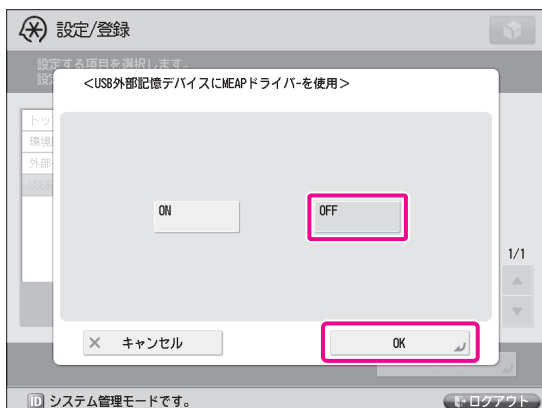 設定/登録
設定する項目を選択します。
設定
<USB外部記憶デバイスにMEAPドライバーを使用>
トッ
環境
外部
USB
ON
OFF
1/1
キャンセル
OK
システム管理モードです。
ログアウト